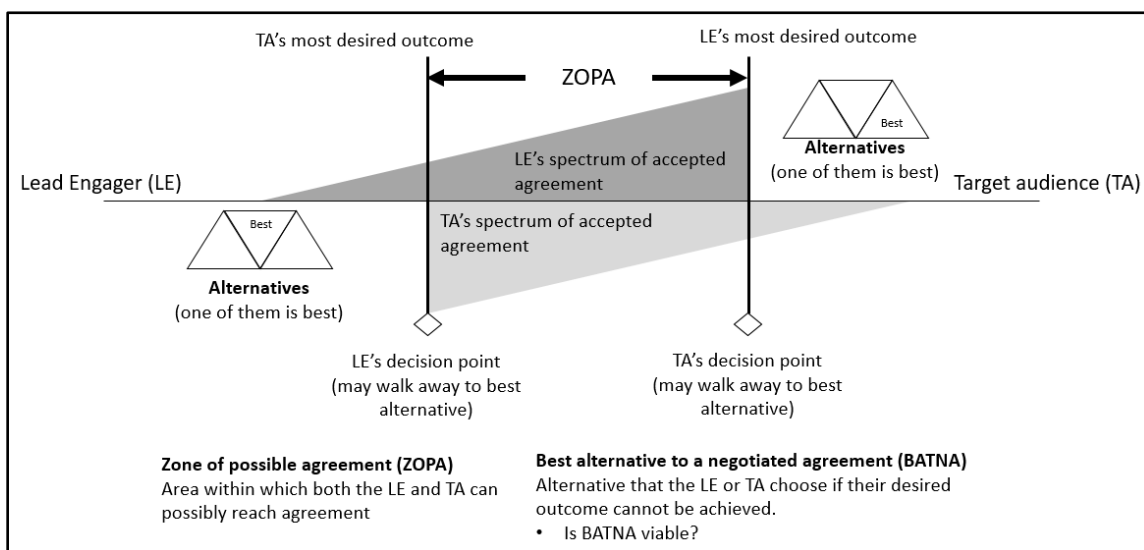 TA's most desired outcome
LE's most desired outcome
ZOPA
Best
Alternatives
(one of them is best)
LE's spectrum of accepted
agreement
Lead Engager (LE)
Target audience (TA)
TA's spectrum of accepted
agreement
Best
Alternatives
(one of them is best)
LE's decision point
(may walk away to best
alternative)
TA's decision point
(may walk away to best
alternative)
Zone of possible agreement (ZOPA)
Area within which both the LE and TA can
possibly reach agreement
Best alternative to a negotiated agreement (BATNA)
Alternative that the LE or TA choose if their desired
outcome cannot be achieved.
• Is BATNA viable?